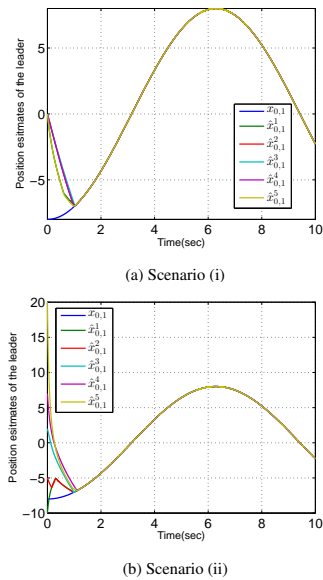 Position esitmates of the leader
5
0
−5
0 2 4 6 8 10
Time(sec)
x_{0,1}
\hat{x}^1_{0,1}
\hat{x}^2_{0,1}
\hat{x}^3_{0,1}
\hat{x}^4_{0,1}
\hat{x}^5_{0,1}
(a) Scenario (i)
Position esitmates of the leader
20
15
10
5
0
−5
−10
0 2 4 6 8 10
Time(sec)
x_{0,1}
\hat{x}^1_{0,1}
\hat{x}^2_{0,1}
\hat{x}^3_{0,1}
\hat{x}^4_{0,1}
\hat{x}^5_{0,1}
(b) Scenario (ii)